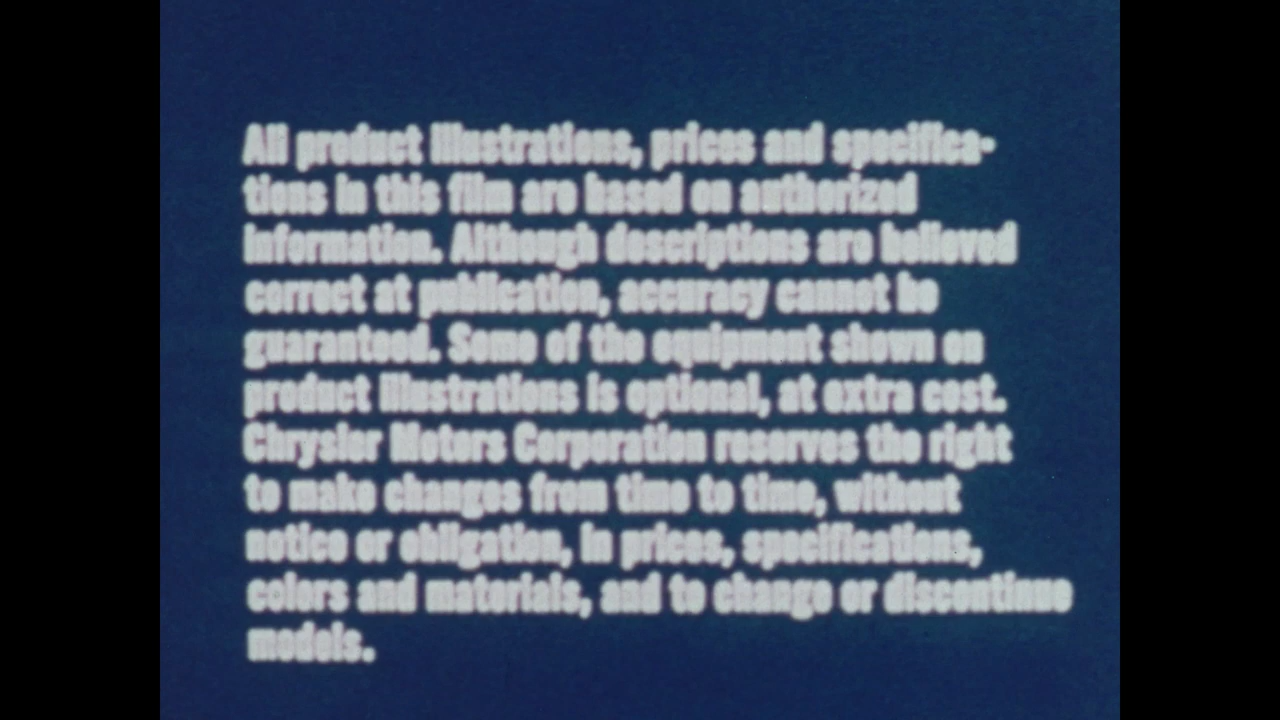 All product illustrations, prices and specifica-
tions in this film are based on authorized
information. Although descriptions are believed
correct at publication, accuracy cannot be
guaranteed. Some of the equipment shown on
product illustrations is optional, at extra cost.
Chrysler Motors Corporation reserves the right
to make changes from time to time, without
notice or obligation, in prices, specifications,
colors and materials, and to change or discontinue
models.